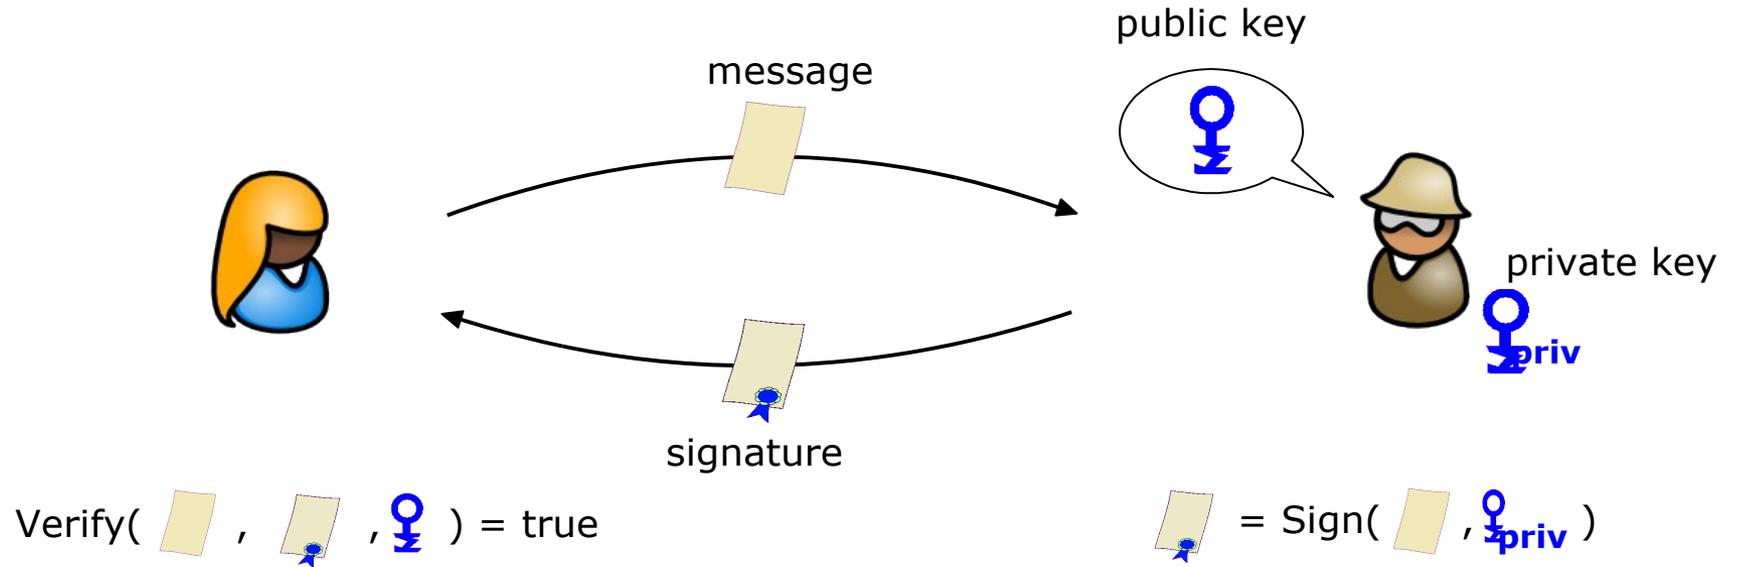 public key
message
private key
priv
signature
Verify( , , ) = true
= Sign( , priv )